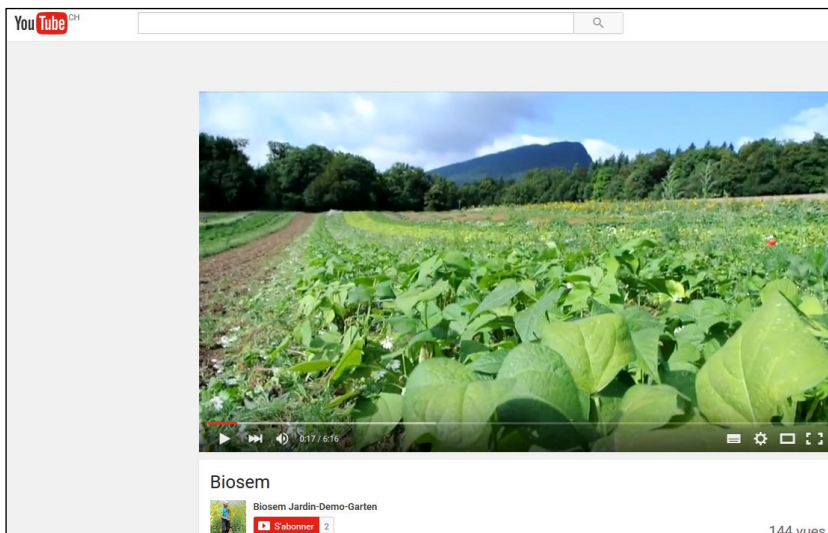 YouTube CH
0:17 / 6:16
Biosem
Biosem Jardin-Demo-Garten
S'abonner 2
144 vues